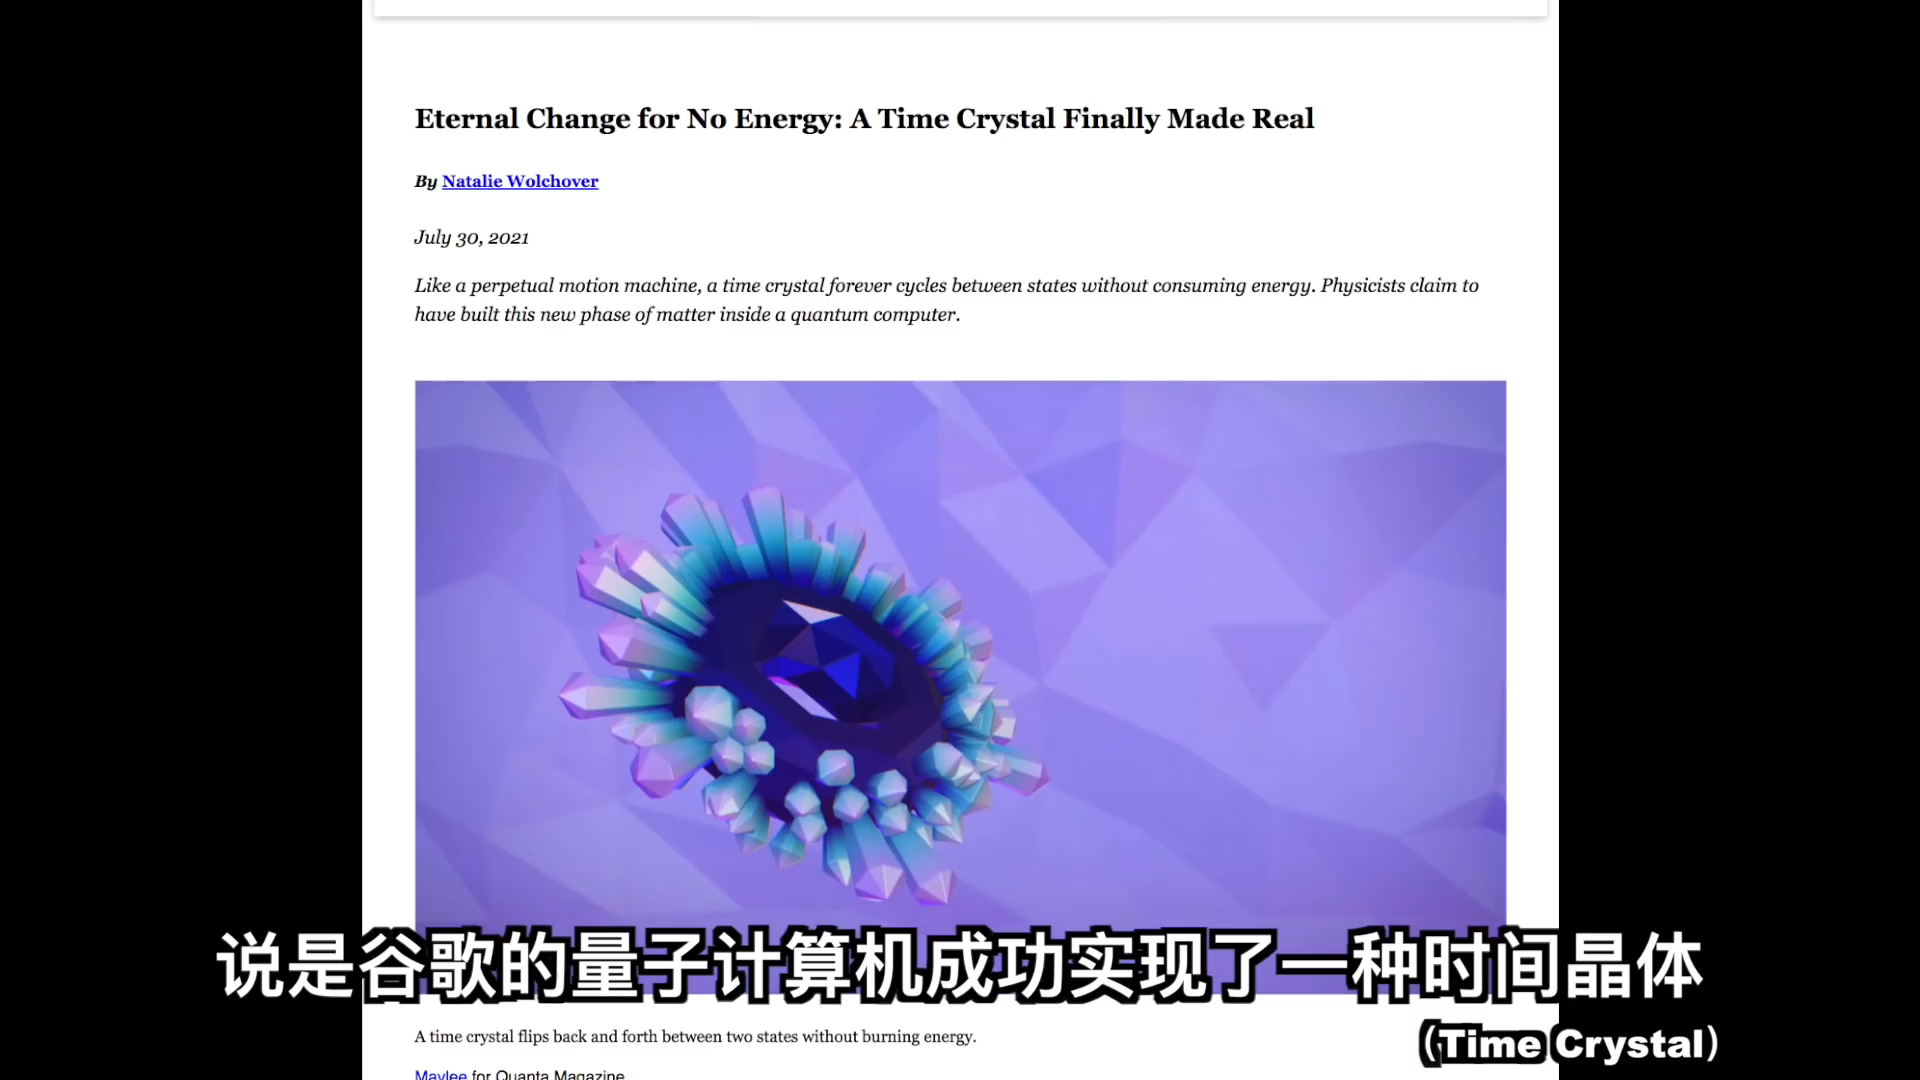 Eternal Change for No Energy: A Time Crystal Finally Made Real
By Natalie Wolchover
July 30, 2021
Like a perpetual motion machine, a time crystal forever cycles between states without consuming energy. Physicists claim to
have built this new phase of matter inside a quantum computer.
说是谷歌的量子计算机成功实现了一种时间晶体
A time crystal flips back and forth between two states without burning energy.
(Time Crystal)
Maylee for Quanta Magazine